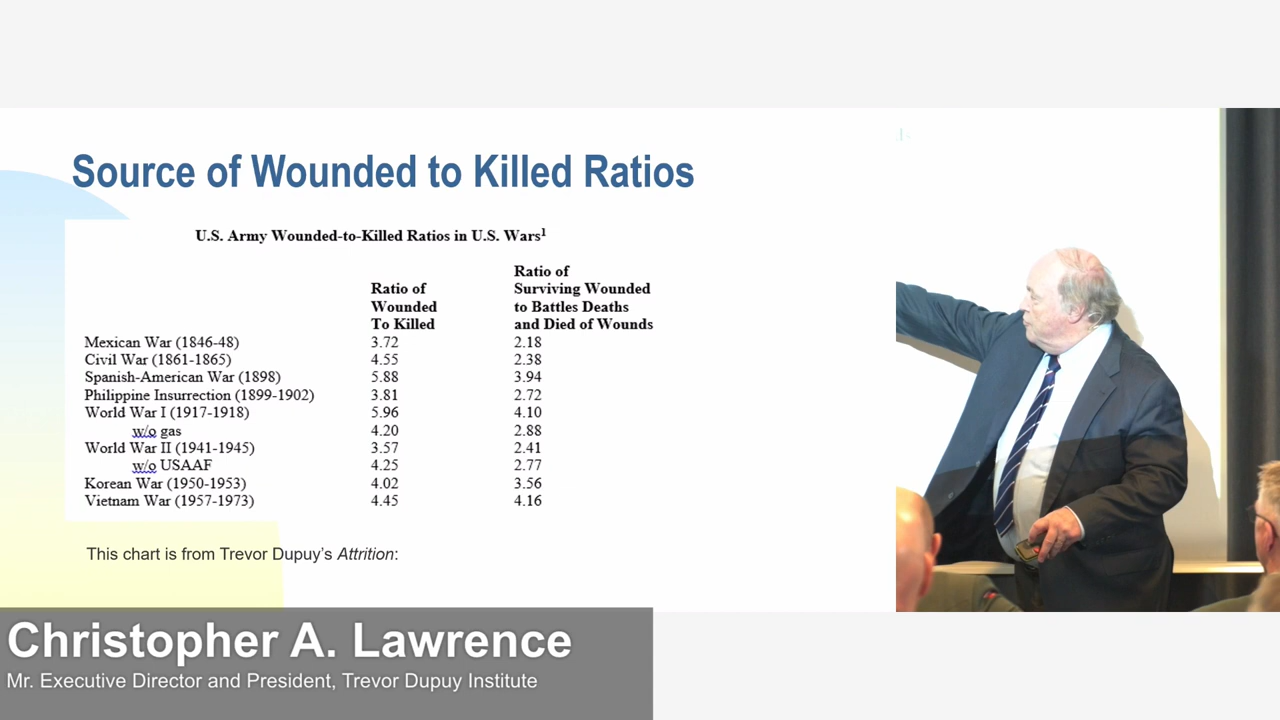 Source of Wounded to Killed Ratios
U.S. Army Wounded-to-Killed Ratios in U.S. Wars1
Ratio of Wounded To Killed
Ratio of Surviving Wounded to Battles Deaths and Died of Wounds
Mexican War (1846-48) 3.72 2.18
Civil War (1861-1865) 4.55 2.38
Spanish-American War (1898) 5.88 3.94
Philippine Insurrection (1899-1902) 3.81 2.72
World War I (1917-1918) 5.96 4.10
w/o gas 4.20 2.88
World War II (1941-1945) 3.57 2.41
w/o USAAF 4.25 2.77
Korean War (1950-1953) 4.02 3.56
Vietnam War (1957-1973) 4.45 4.16
This chart is from Trevor Dupuy’s Attrition:
Christopher A. Lawrence
Mr. Executive Director and President, Trevor Dupuy Institute